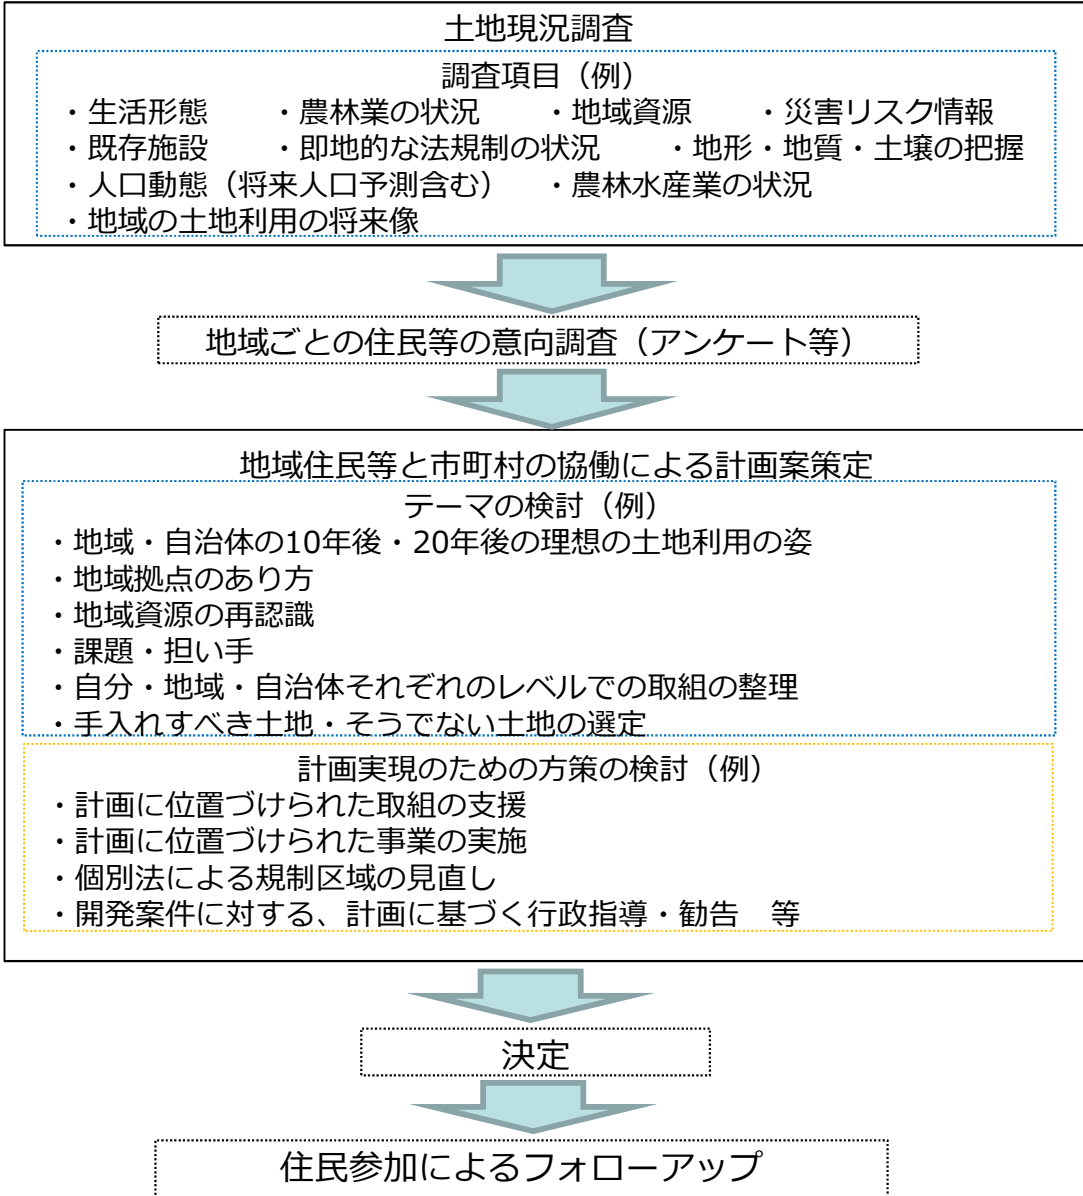 土地現況調査
調査項目（例）
・生活形態　・農林業の状況　・地域資源　・災害リスク情報
・既存施設　・即地的な法規制の状況　・地形・地質・土壌の把握
・人口動態（将来人口予測含む）　・農林水産業の状況
・地域の土地利用の将来像
地域ごとの住民等の意向調査（アンケート等）
地域住民等と市町村の協働による計画案策定
テーマの検討（例）
・地域・自治体の10年後・20年後の理想の土地利用の姿
・地域拠点のあり方
・地域資源の再認識
・課題・担い手
・自分・地域・自治体それぞれのレベルでの取組の整理
・手入れすべき土地・そうでない土地の選定
計画実現のための方策の検討（例）
・計画に位置づけられた取組の支援
・計画に位置づけられた事業の実施
・個別法による規制区域の見直し
・開発案件に対する、計画に基づく行政指導・勧告　等
決定
住民参加によるフォローアップ